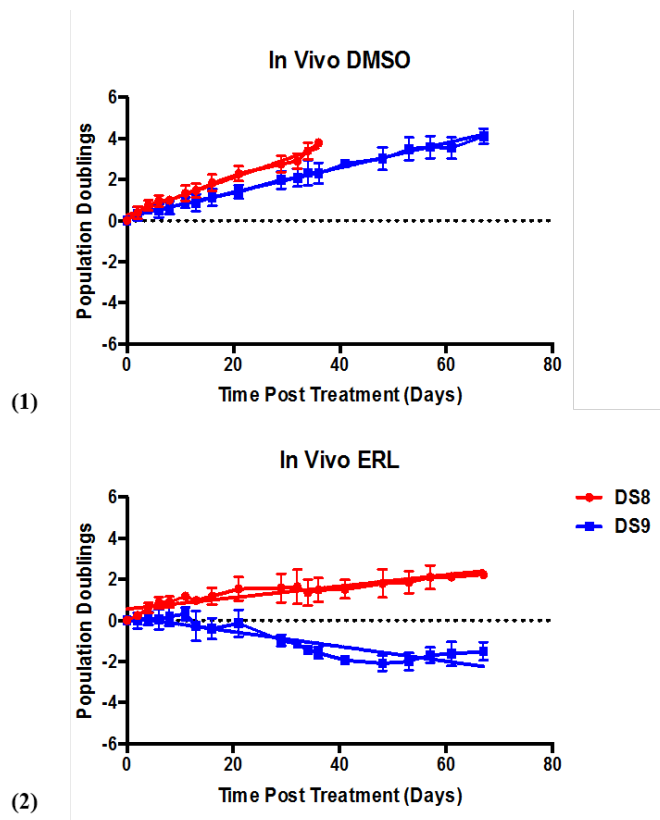 In Vivo DMSO
Population Doublings
6
4
2
0
-2
-4
-6
0 20 40 60 80
Time Post Treatment (Days)
(1)
In Vivo ERL
Population Doublings
6
4
2
0
-2
-4
-6
0 20 40 60 80
Time Post Treatment (Days)
DS8
DS9
(2)